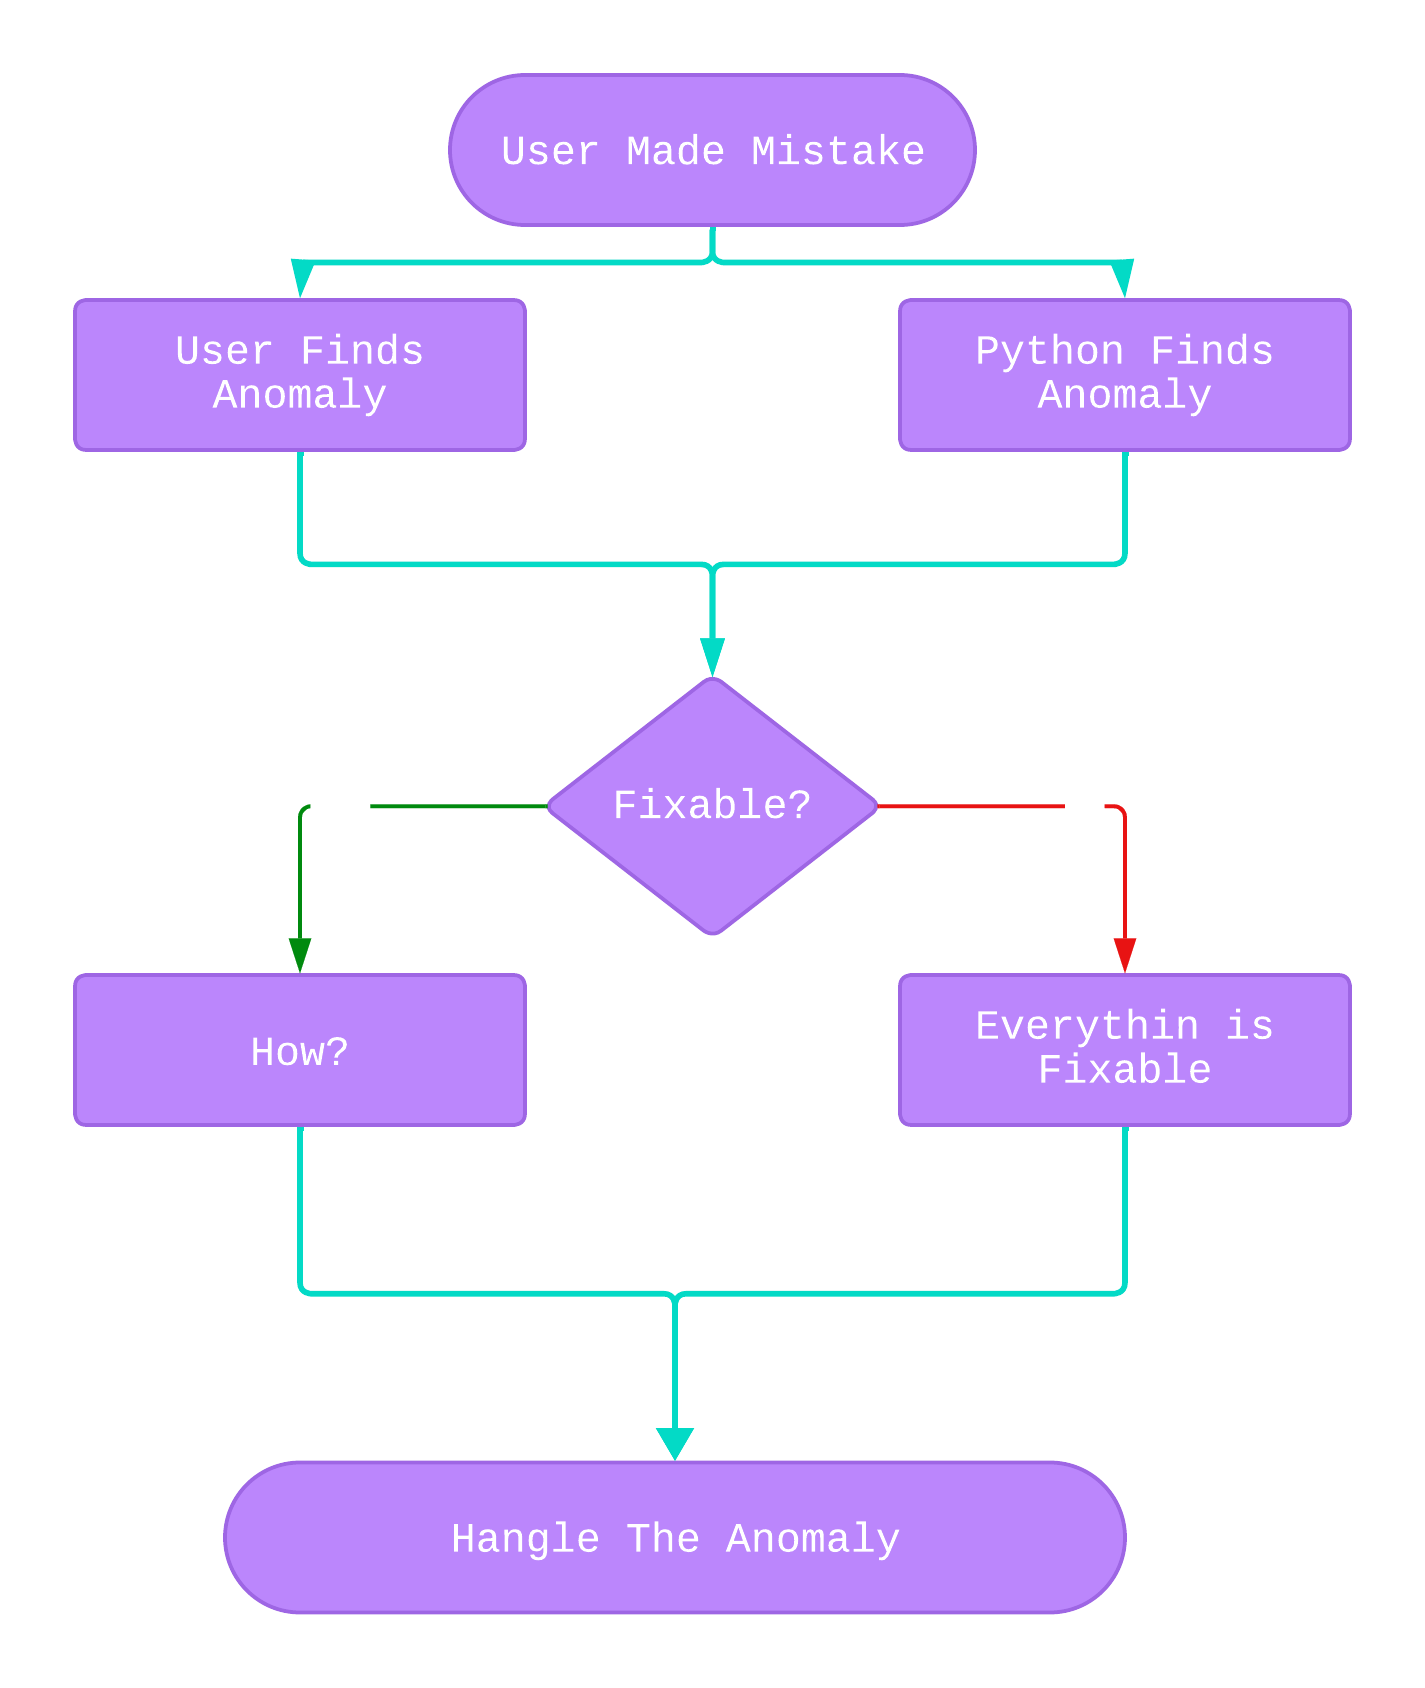 User Made Mistake
User Finds
Anomaly
Python Finds
Anomaly
Fixable?
How?
Everythin is
Fixable
Hangle The Anomaly